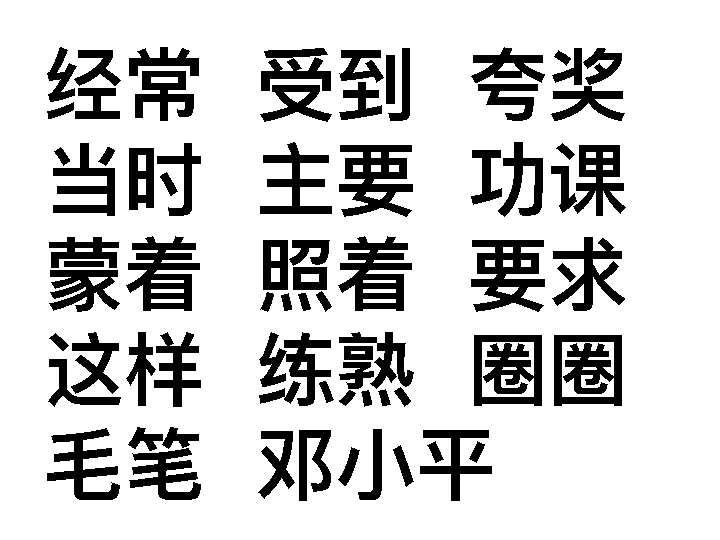 经常 受到 夸奖
当时 主要 功课
蒙着 照着 要求
这样 练熟 圈圈
毛笔 邓小平